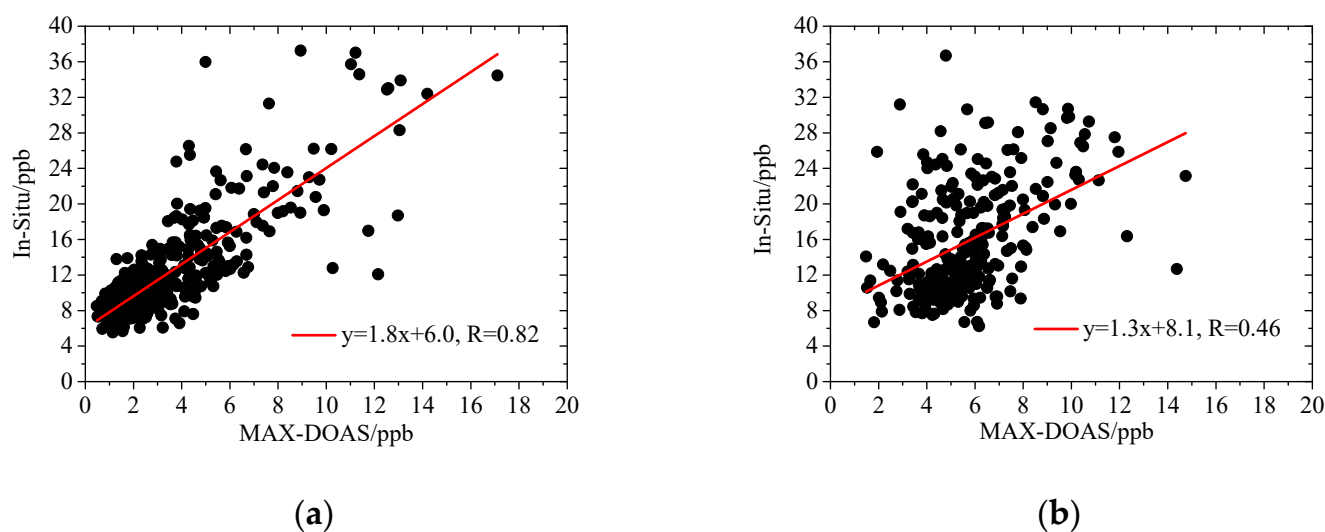 40
36
32
28
24
20
16
12
8
4
0
In-Situ/ppb
y=1.8x+6.0, R=0.82
0 2 4 6 8 10 12 14 16 18 20
MAX-DOAS/ppb
(a)
40
36
32
28
24
20
16
12
8
4
0
In-Situ/ppb
y=1.3x+8.1, R=0.46
0 2 4 6 8 10 12 14 16 18 20
MAX-DOAS/ppb
(b)